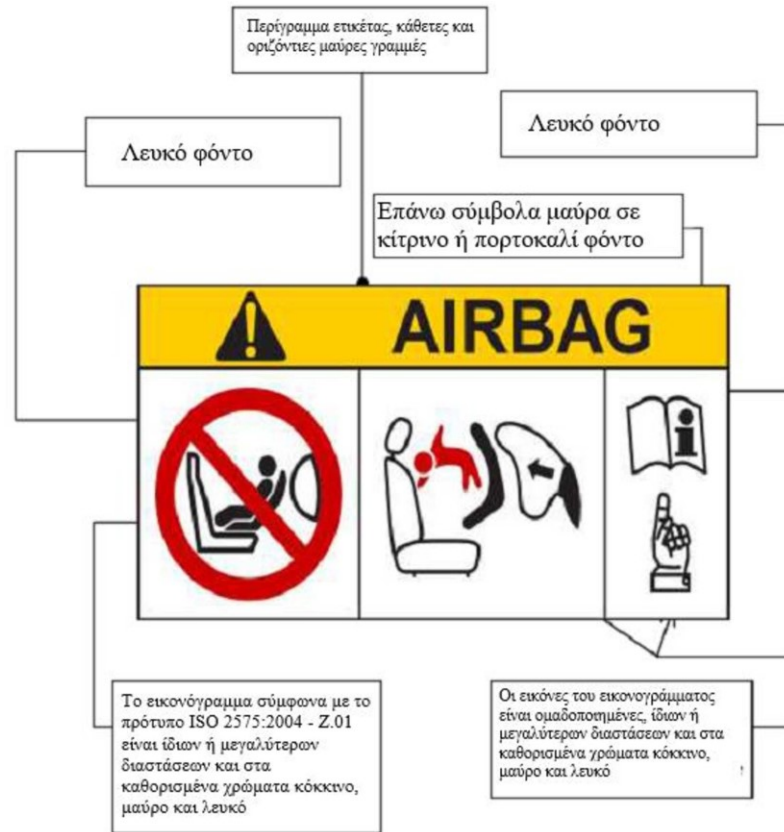 Περίγραμμα ετικέτας, κάθετες και
οριζόντιες μαύρες γραμμές
Λευκό φόντο
Λευκό φόντο
Επάνω σύμβολα μαύρα σε
κίτρινο ή πορτοκαλί φόντο
AIRBAG
Το εικονόγραμμα σύμφωνα με το
πρότυπο ISO 2575:2004 - Z.01
είναι ίδιων ή μεγαλύτερων
διαστάσεων και στα
καθορισμένα χρώματα κόκκινο,
μαύρο και λευκό
Οι εικόνες του εικονογράμματος
είναι ομαδοποιημένες, ίδιων ή
μεγαλύτερων διαστάσεων και στα
καθορισμένα χρώματα κόκκινο,
μαύρο και λευκό